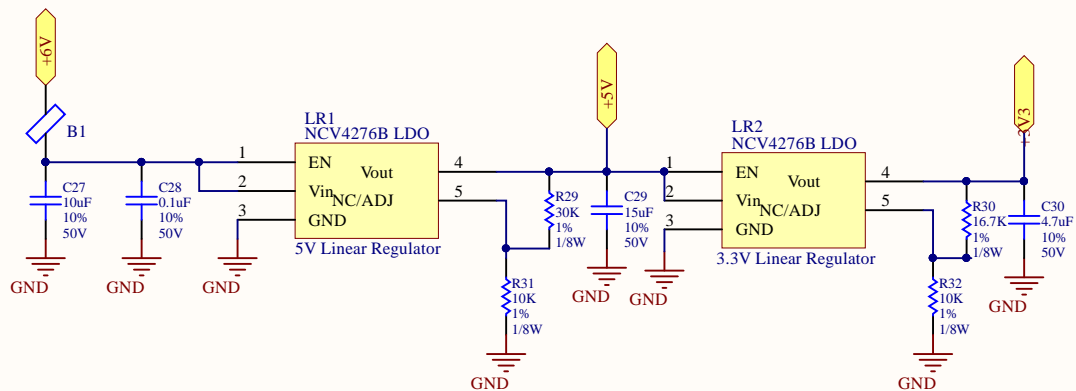 +6V
B1
C27
10uF
10%
50V
GND
C28
0.1uF
10%
50V
GND
LR1
NCV4276B LDO
1
2
3
EN
Vin
GND
Vout
NC/ADJ
4
5
5V Linear Regulator
GND
R29
30K
1%
1/8W
R31
10K
1%
1/8W
GND
+5V
C29
15uF
10%
50V
GND
LR2
NCV4276B LDO
1
2
3
EN
Vin
GND
Vout
NC/ADJ
4
5
3.3V Linear Regulator
GND
R30
16.7K
1%
1/8W
R32
10K
1%
1/8W
GND
+3V3
C30
4.7uF
10%
50V
GND